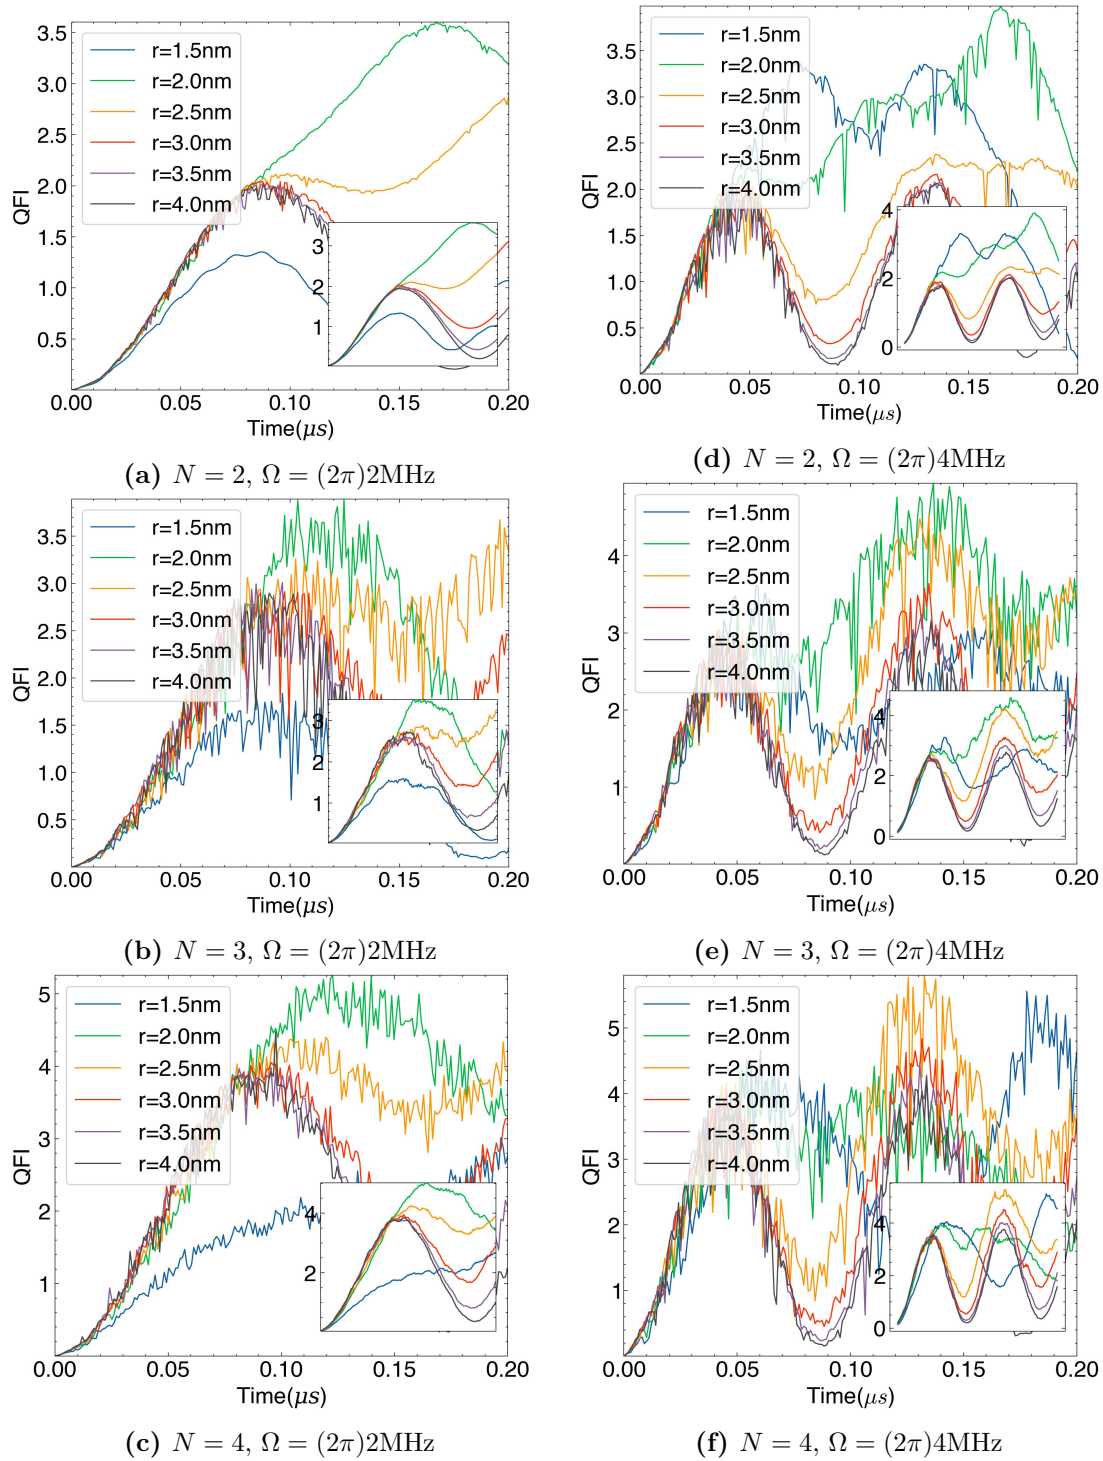 3.5
3.0
2.5
2.0
1.5
1.0
0.5
QFI
r=1.5nm
r=2.0nm
r=2.5nm
r=3.0nm
r=3.5nm
r=4.0nm
3
2
1
0.00 0.05 0.10 0.15 0.20
Time(μs)
(a) N = 2, Ω = (2π)2MHz
3.5
3.0
2.5
2.0
1.5
1.0
0.5
QFI
r=1.5nm
r=2.0nm
r=2.5nm
r=3.0nm
r=3.5nm
r=4.0nm
4
2
0
0.00 0.05 0.10 0.15 0.20
Time(μs)
(d) N = 2, Ω = (2π)4MHz
3.5
3.0
2.5
2.0
1.5
1.0
0.5
QFI
r=1.5nm
r=2.0nm
r=2.5nm
r=3.0nm
r=3.5nm
r=4.0nm
3
2
1
0.00 0.05 0.10 0.15 0.20
Time(μs)
(b) N = 3, Ω = (2π)2MHz
4
3
2
1
QFI
r=1.5nm
r=2.0nm
r=2.5nm
r=3.0nm
r=3.5nm
r=4.0nm
4
2
0
0.00 0.05 0.10 0.15 0.20
Time(μs)
(e) N = 3, Ω = (2π)4MHz
5
4
3
2
1
QFI
r=1.5nm
r=2.0nm
r=2.5nm
r=3.0nm
r=3.5nm
r=4.0nm
4
2
0.00 0.05 0.10 0.15 0.20
Time(μs)
(c) N = 4, Ω = (2π)2MHz
5
4
3
2
1
QFI
r=1.5nm
r=2.0nm
r=2.5nm
r=3.0nm
r=3.5nm
r=4.0nm
4
2
0
0.00 0.05 0.10 0.15 0.20
Time(μs)
(f) N = 4, Ω = (2π)4MHz